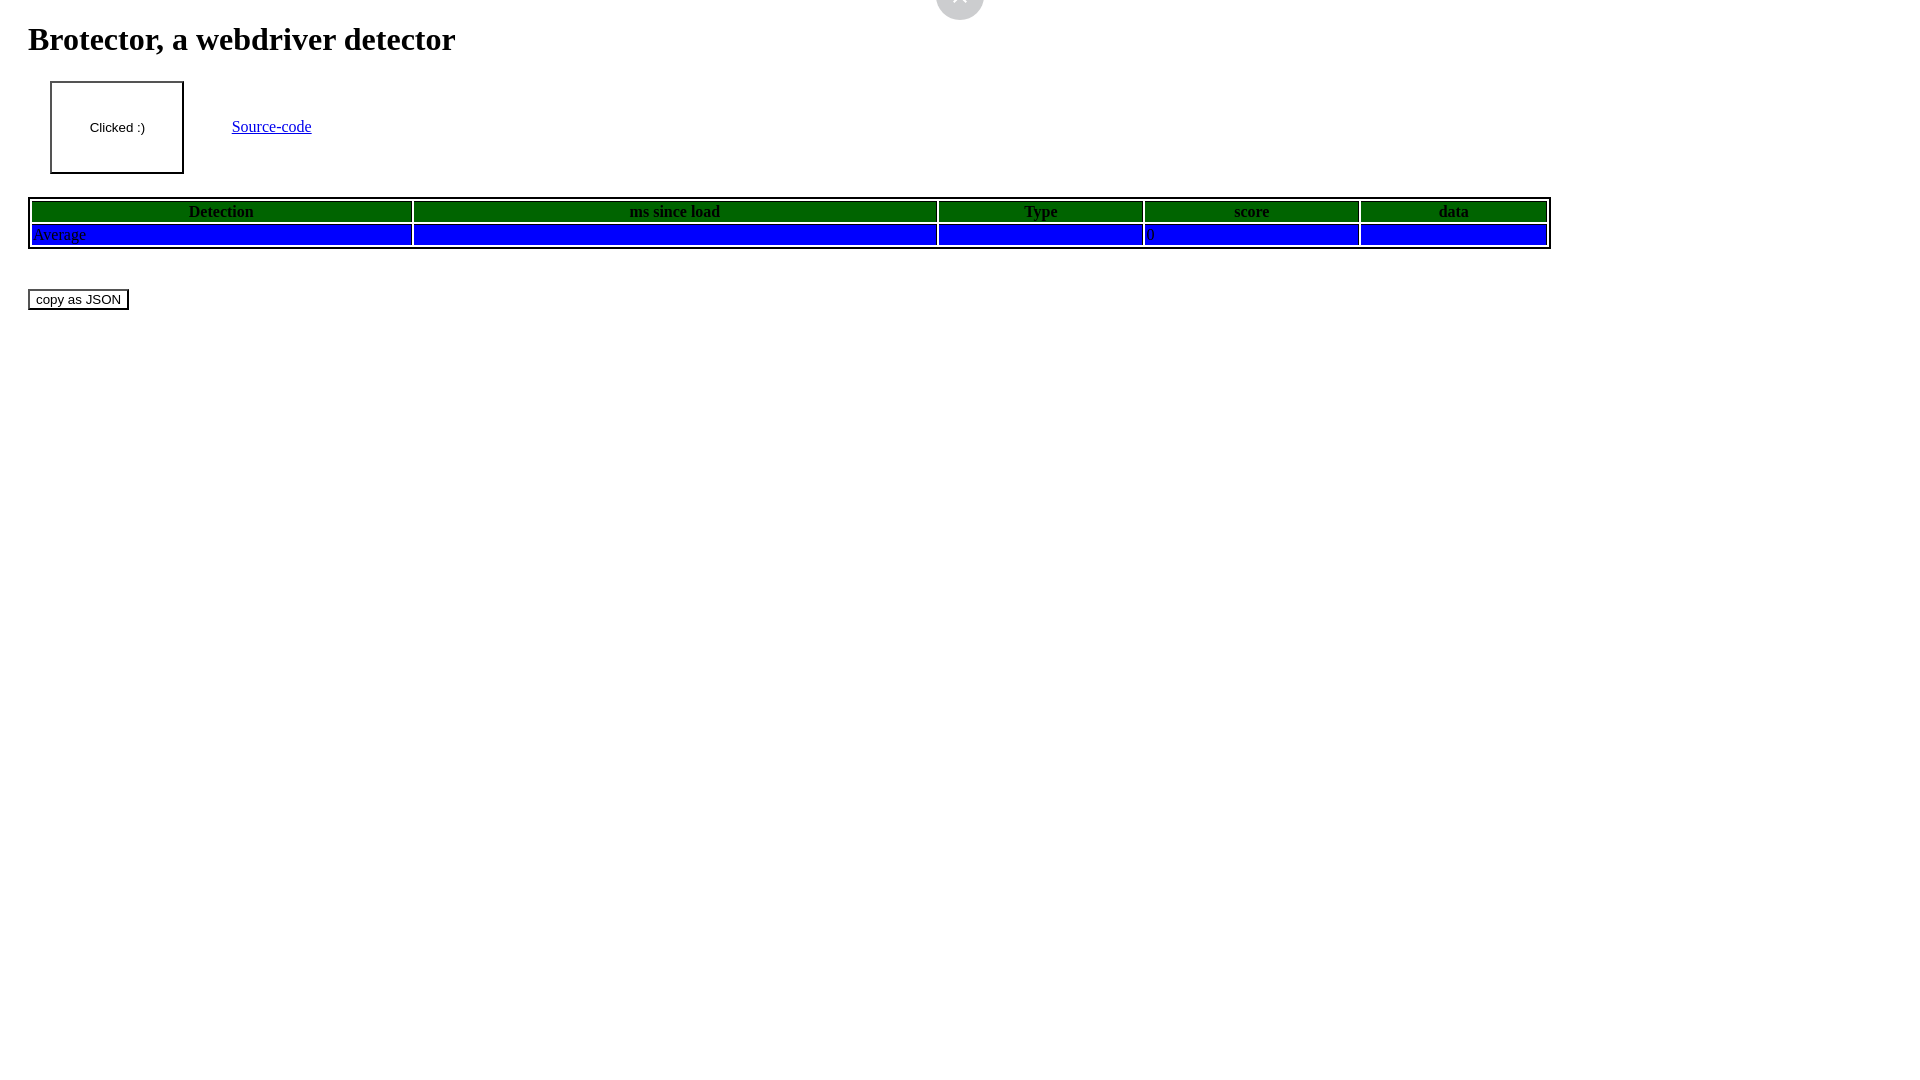 Brotector, a webdriver detector
Clicked :)
Source-code
Detection ms since load Type score data
Average 0
copy as JSON